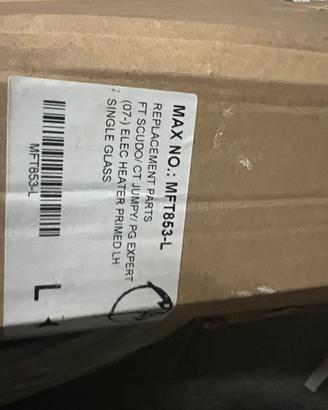 MAX NO.: MFT853-L
REPLACEMENT PARTS
FT SCUDO/CT JUMPY/ PG EXPERT
(07-) ELEC HEATER PRIMED LH
SINGLE GLASS
MFT853-L
L